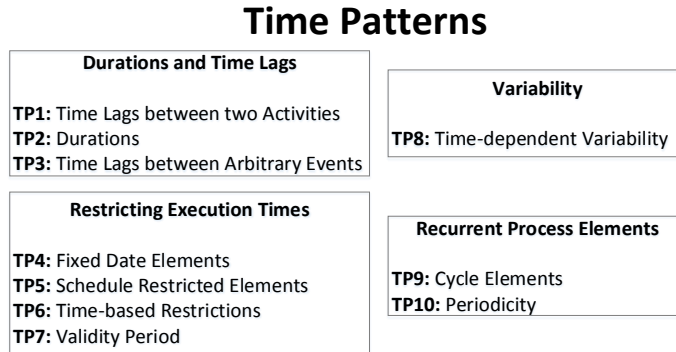 Time Patterns
Durations and Time Lags
TP1: Time Lags between two Activities
TP2: Durations
TP3: Time Lags between Arbitrary Events
Restricting Execution Times
TP4: Fixed Date Elements
TP5: Schedule Restricted Elements
TP6: Time-based Restrictions
TP7: Validity Period
Variability
TP8: Time-dependent Variability
Recurrent Process Elements
TP9: Cycle Elements
TP10: Periodicity